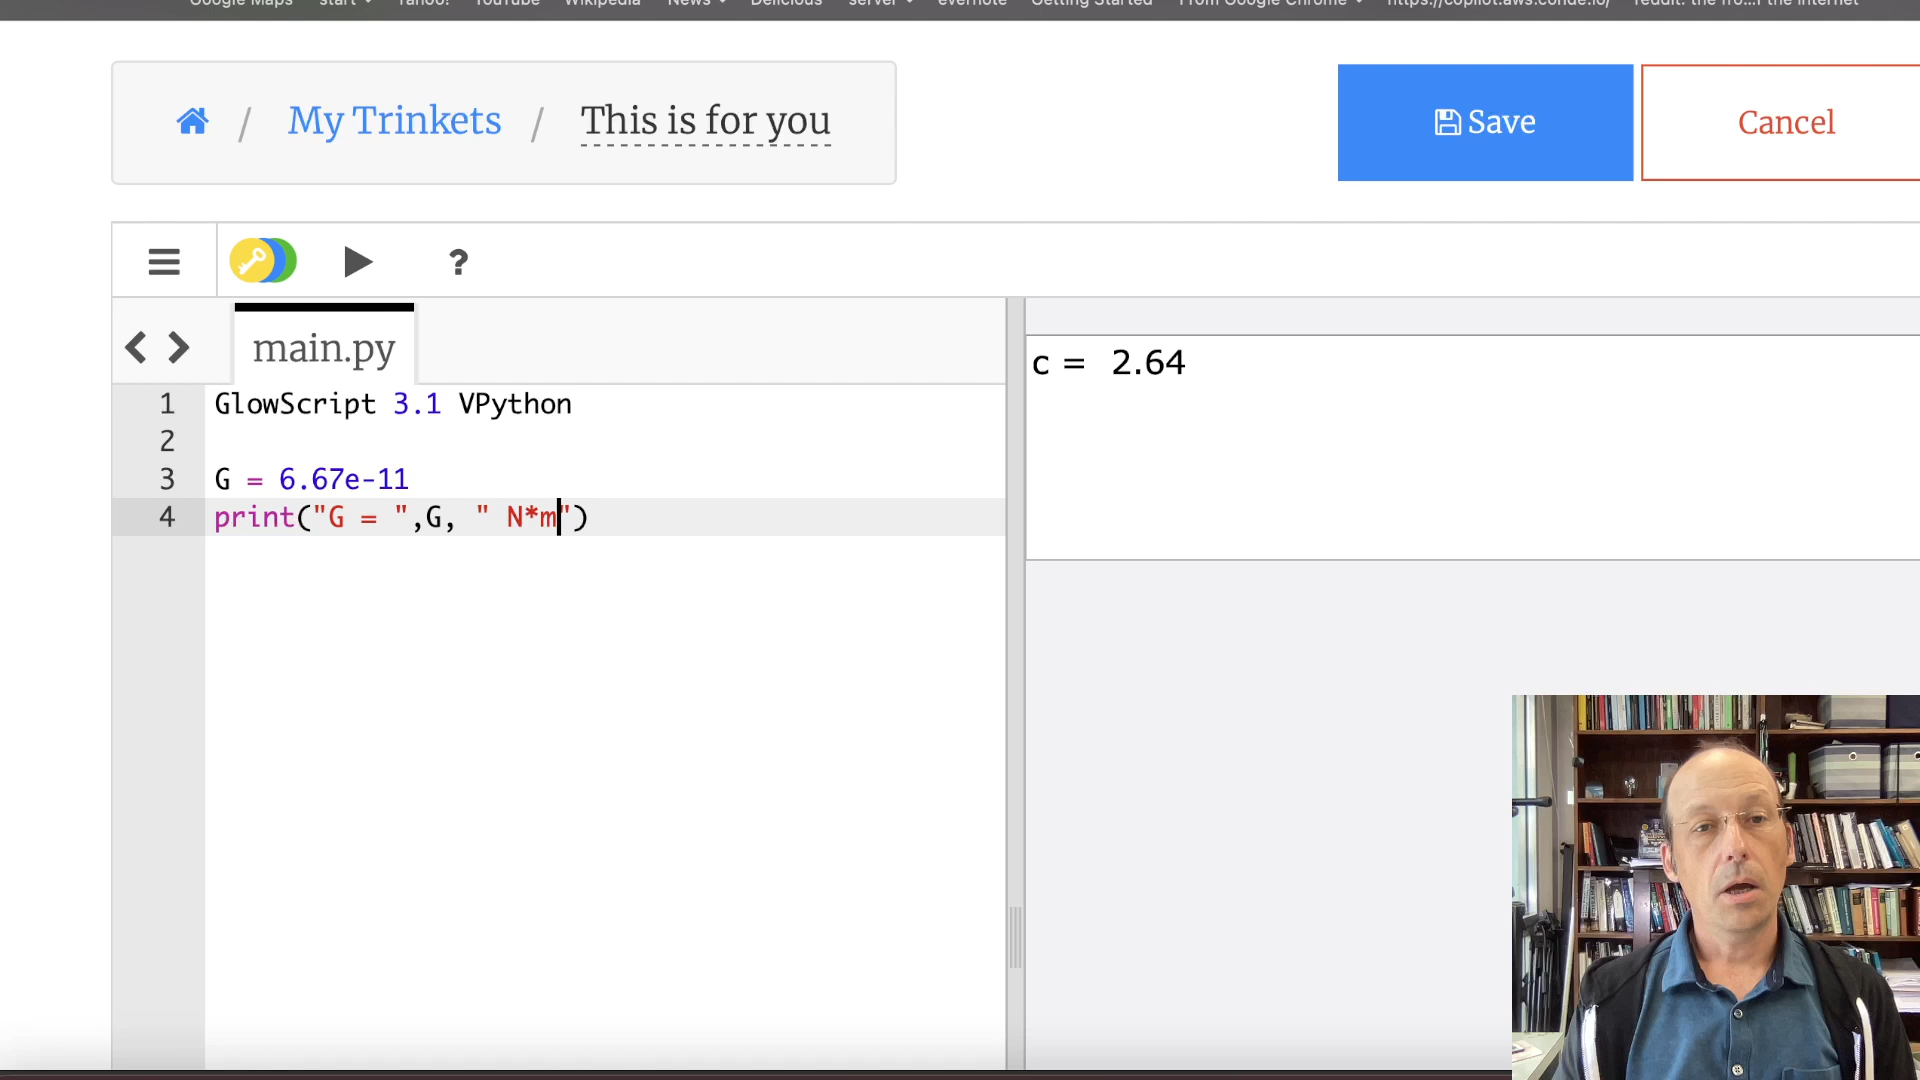 Google Maps start Yahoo! YouTube Wikipedia News Delicious server evernote Getting Started From Google Chrome https://copilot.aws.conde.io/ reddit: the fro...f the internet
/ My Trinkets / This is for you
Save
Cancel
?
main.py
c = 2.64
1 GlowScript 3.1 VPython
2
3 G = 6.67e-11
4 print("G = ",G, " N*m")